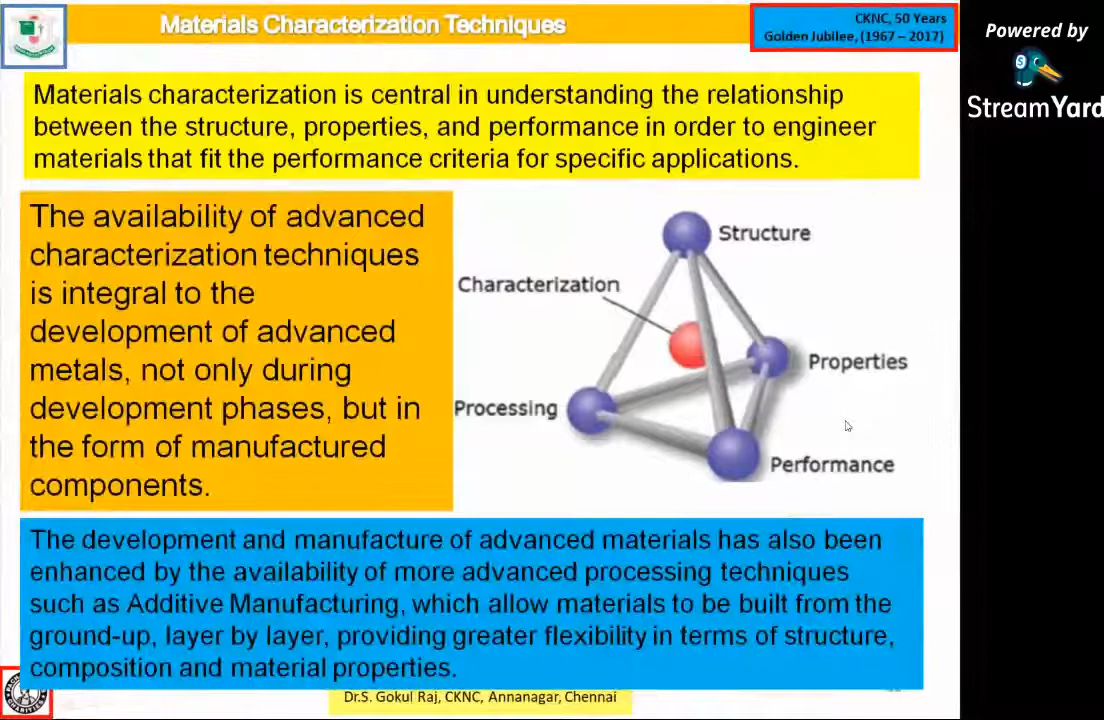 Materials Characterization Techniques
CKNC, 50 Years
Golden Jubilee, (1967 – 2017)
Powered by
StreamYard
Materials characterization is central in understanding the relationship
between the structure, properties, and performance in order to engineer
materials that fit the performance criteria for specific applications.
The availability of advanced
characterization techniques
is integral to the
development of advanced
metals, not only during
development phases, but in
the form of manufactured
components.
Structure
Characterization
Properties
Processing
Performance
The development and manufacture of advanced materials has also been
enhanced by the availability of more advanced processing techniques
such as Additive Manufacturing, which allow materials to be built from the
ground-up, layer by layer, providing greater flexibility in terms of structure,
composition and material properties.
Dr.S. Gokul Raj, CKNC, Annanagar, Chennai